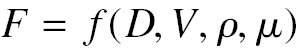 F = f(D, V, ρ, μ)